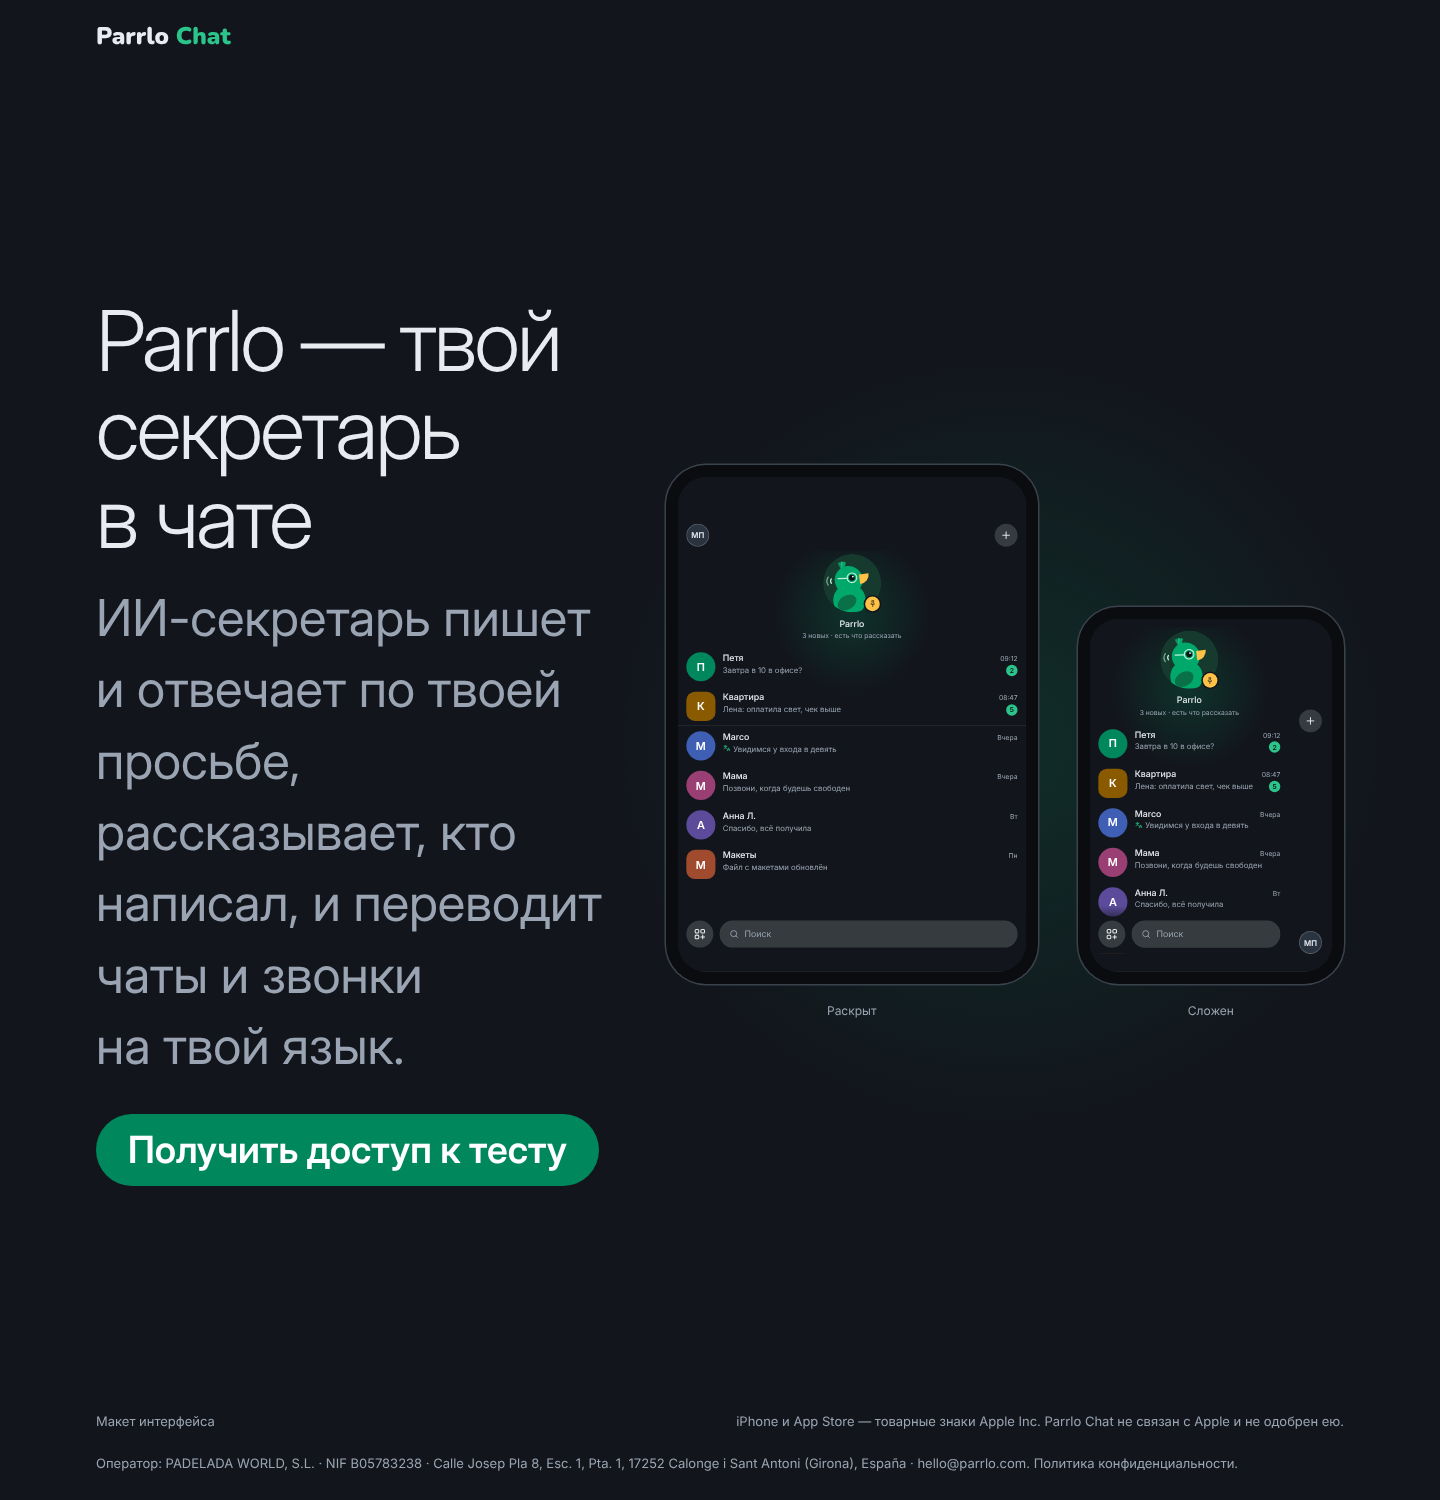 Parrlo Chat
Parrlo — твой
секретарь
в чате
ИИ-секретарь пишет
и отвечает по твоей
просьбе,
рассказывает, кто
написал, и переводит
чаты и звонки
на твой язык.
Получить доступ к тесту
МП
Parrlo
3 новых · есть что рассказать
П Петя 09:12
Завтра в 10 в офисе? 2
К Квартира 08:47
Лена: оплатила свет, чек выше 5
M Marco Вчера
Увидимся у входа в девять
М Мама Вчера
Позвони, когда будешь свободен
А Анна Л. Вт
Спасибо, всё получила
М Макеты Пн
Файл с макетами обновлён
Поиск
Раскрыт
Parrlo
3 новых · есть что рассказать
П Петя 09:12
Завтра в 10 в офисе? 2
К Квартира 08:47
Лена: оплатила свет, чек выше 5
M Marco Вчера
Увидимся у входа в девять
М Мама Вчера
Позвони, когда будешь свободен
А Анна Л. Вт
Спасибо, всё получила
Поиск
МП
Сложен
Макет интерфейса
iPhone и App Store — товарные знаки Apple Inc. Parrlo Chat не связан с Apple и не одобрен ею.
Оператор: PADELADA WORLD, S.L. · NIF B05783238 · Calle Josep Pla 8, Esc. 1, Pta. 1, 17252 Calonge i Sant Antoni (Girona), España · hello@parrlo.com. Политика конфиденциальности.